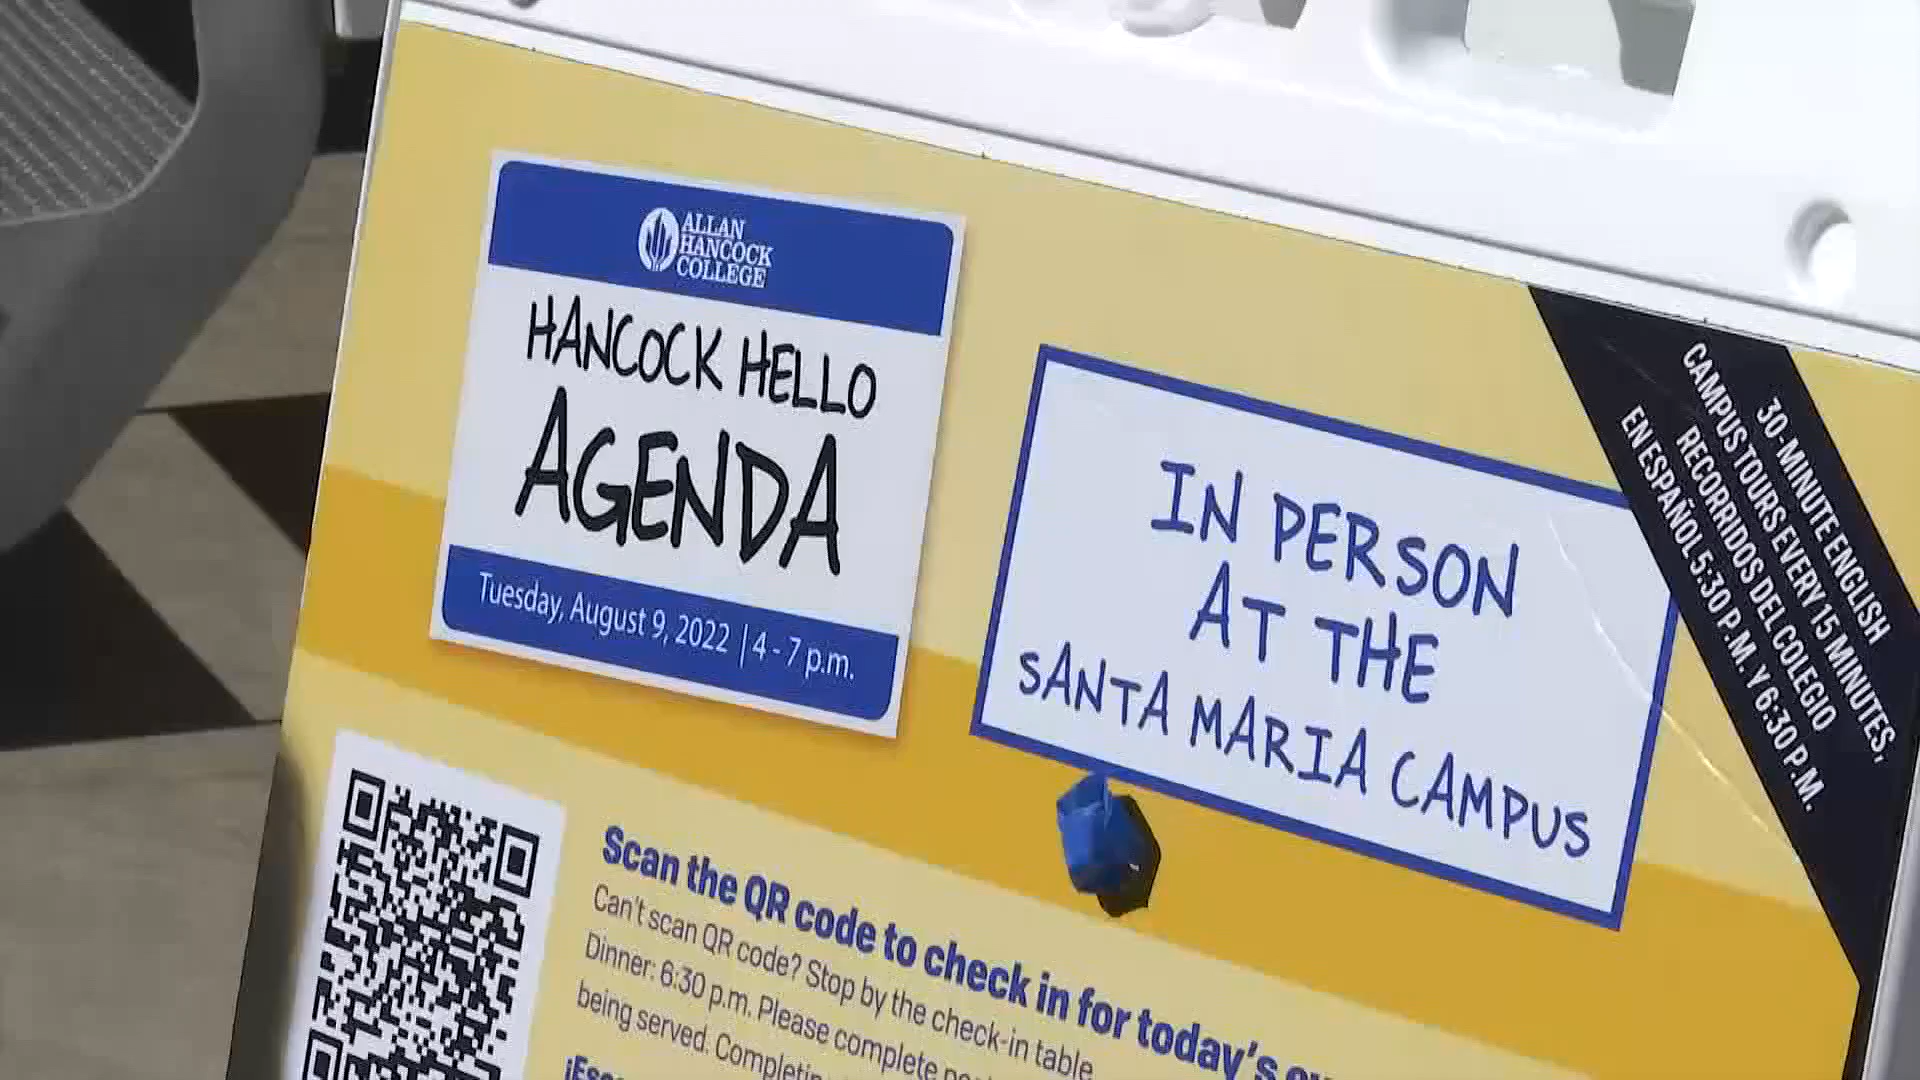 ALLAN
HANCOCK
COLLEGE
HANCOCK HELLO
AGENDA
Tuesday, August 9, 2022 | 4 - 7 p.m.
IN PERSON
AT THE
SANTA MARIA CAMPUS
30-MINUTE ENGLISH
CAMPUS TOURS EVERY 15 MINUTES,
RECORRIDOS DEL COLEGIO
EN ESPAÑOL 5:30 P.M. Y 6:30 P.M.
Scan the QR code to check in for today's
Can't scan QR code? Stop by the check-in table
Dinner: 6:30 p.m. Please complete
being served.